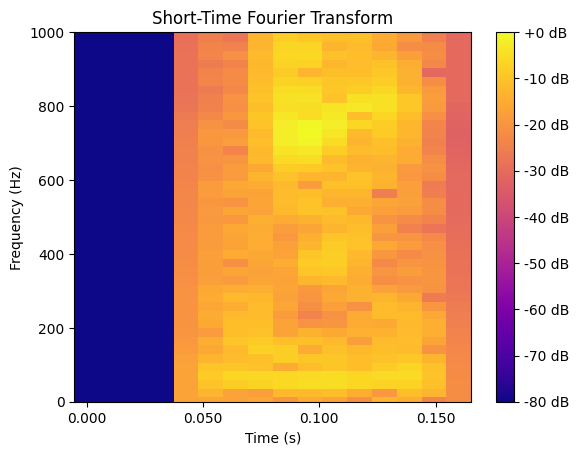 Short-Time Fourier Transform
1000
800
600
400
200
0
Frequency (Hz)
0.000
0.050
0.100
0.150
Time (s)
+0 dB
-10 dB
-20 dB
-30 dB
-40 dB
-50 dB
-60 dB
-70 dB
-80 dB